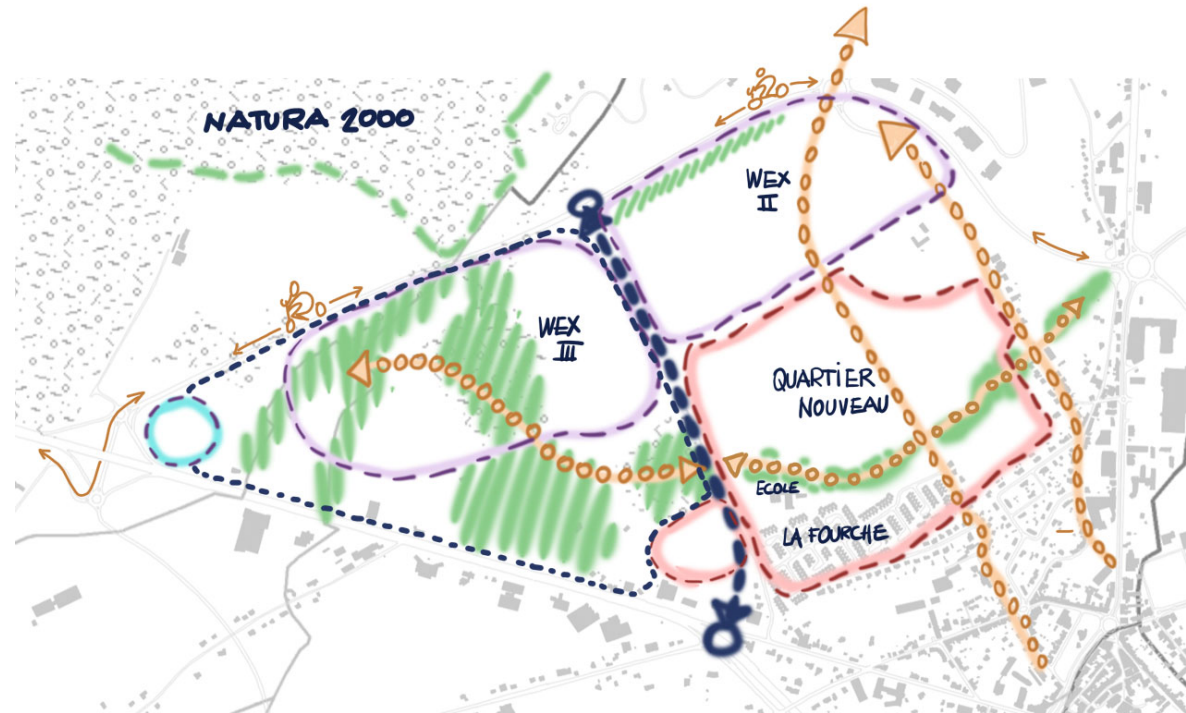 NATURA 2000
WEX
II
WEX
III
QUARTIER
NOUVEAU
ECOLE
LA FOURCHE